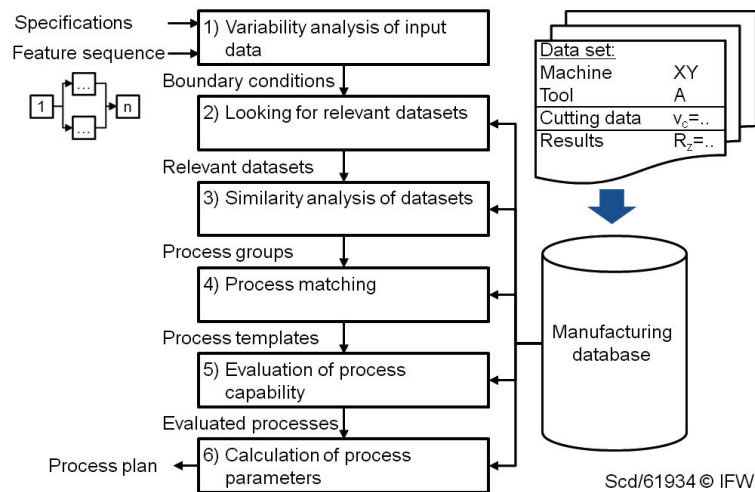 Specifications
Feature sequence
1
...
...
n
1) Variability analysis of input
data
Boundary conditions
2) Looking for relevant datasets
Relevant datasets
3) Similarity analysis of datasets
Process groups
4) Process matching
Process templates
5) Evaluation of process
capability
Evaluated processes
6) Calculation of process
parameters
Process plan
Data set:
Machine XY
Tool A
Cutting data v_c=..
Results R_z=..
Manufacturing
database
Scd/61934 © IFW